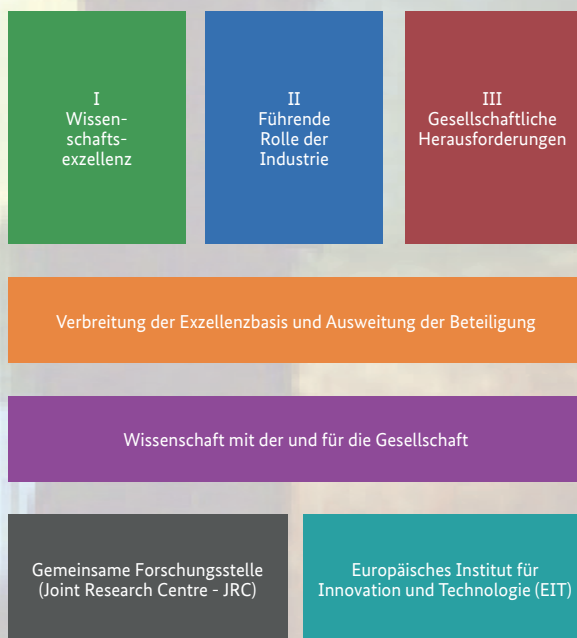 I
Wissen-
schafts-
exzellenz
II
Führende
Rolle der
Industrie
III
Gesellschaftliche
Herausforderungen
Verbreitung der Exzellenzbasis und Ausweitung der Beteiligung
Wissenschaft mit der und für die Gesellschaft
Gemeinsame Forschungsstelle
(Joint Research Centre - JRC)
Europäisches Institut für
Innovation und Technologie (EIT)